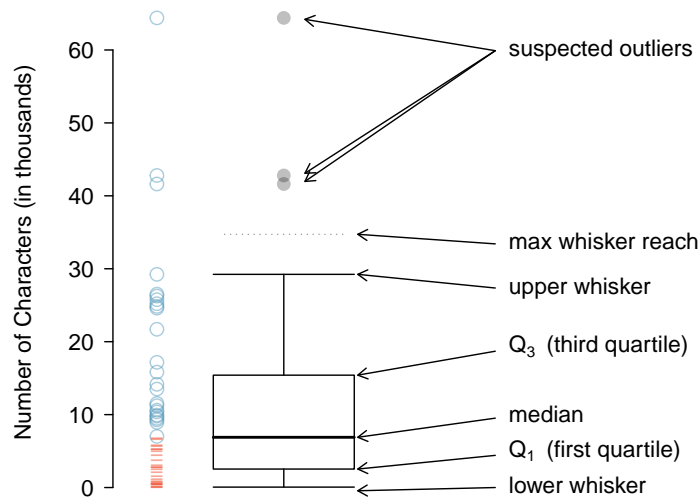 Number of Characters (in thousands)
60
50
40
30
20
10
0
suspected outliers
max whisker reach
upper whisker
Q₃ (third quartile)
median
Q₁ (first quartile)
lower whisker